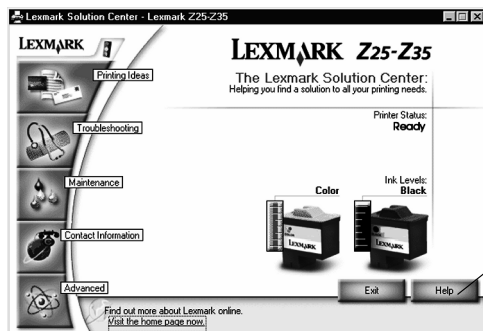 Lexmark Solution Center - Lexmark Z25-Z35
LEXMARK
LEXMARK Z25-Z35
The Lexmark Solution Center:
Helping you find a solution to all your printing needs.
Printing Ideas
Troubleshooting
Maintenance
Contact Information
Advanced
Printer Status:
Ready
Ink Levels:
Color
Black
LEXMARK
LEXMARK
Exit
Help
Find out more about Lexmark online.
Visit the home page now.